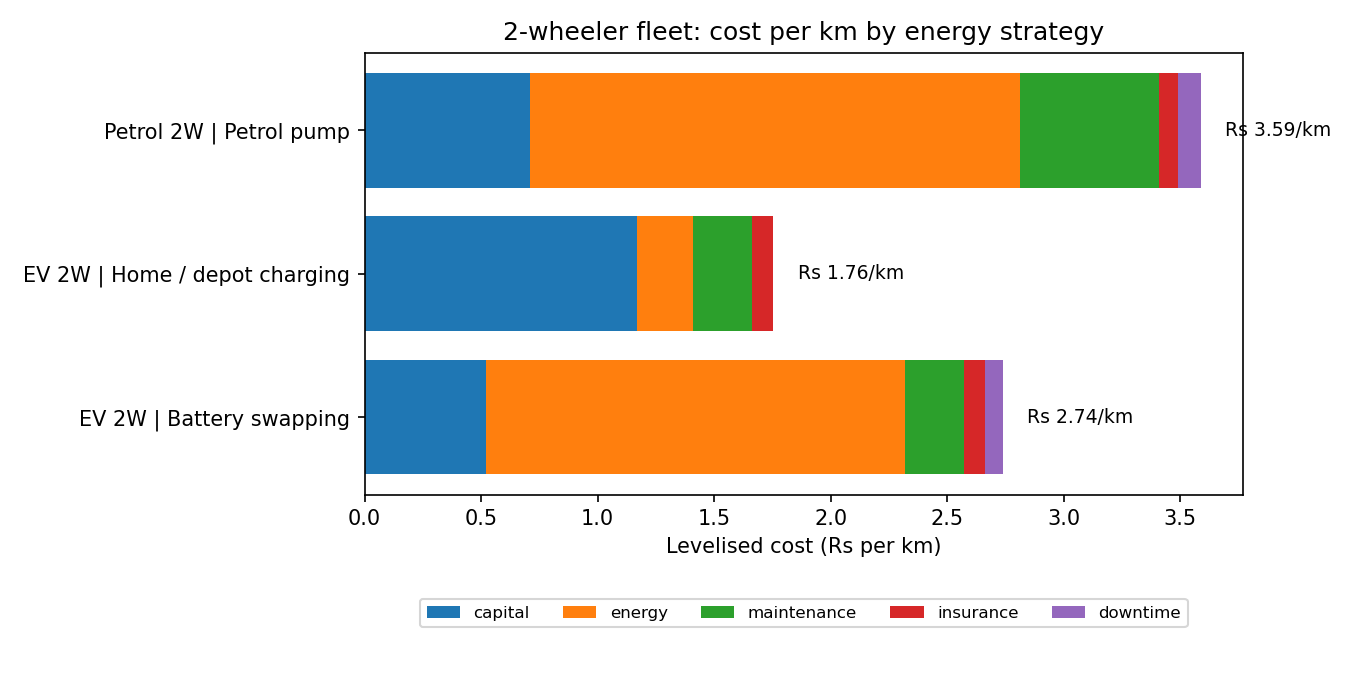 2-wheeler fleet: cost per km by energy strategy
Petrol 2W | Petrol pump
Rs 3.59/km
EV 2W | Home / depot charging
Rs 1.76/km
EV 2W | Battery swapping
Rs 2.74/km
0.0 0.5 1.0 1.5 2.0 2.5 3.0 3.5
Levelised cost (Rs per km)
capital energy maintenance insurance downtime